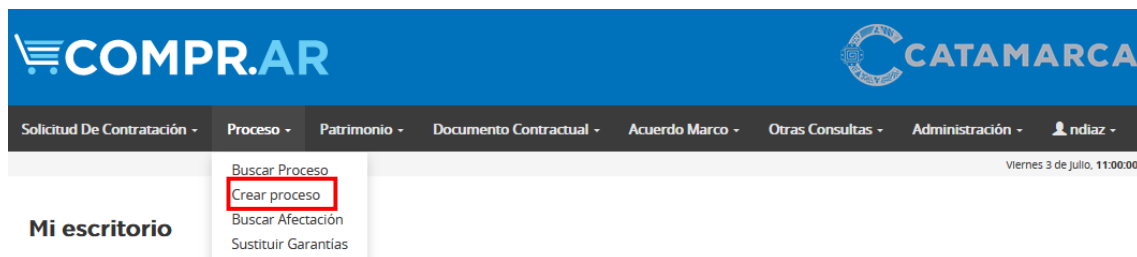 COMPR.AR
CATAMARCA
Solicitud De Contratación Proceso Patrimonio Documento Contractual Acuerdo Marco Otras Consultas Administración ndiaz
Viernes 3 de Julio, 11:00:00
Buscar Proceso
Crear proceso
Buscar Afectación
Sustituir Garantías
Mi escritorio